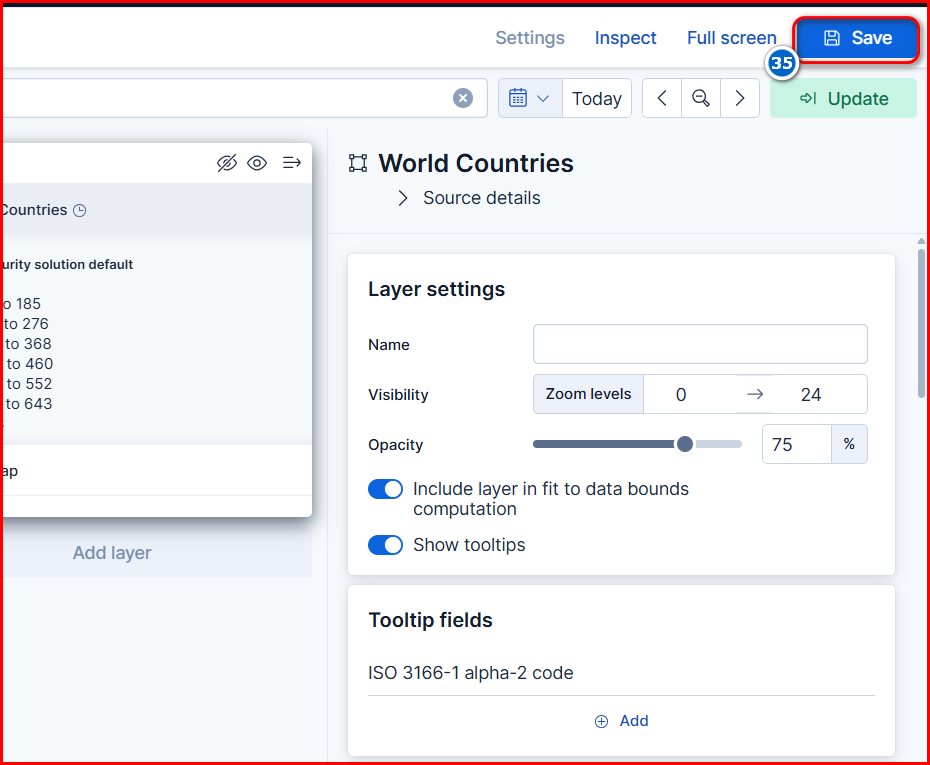 Settings Inspect Full screen Save
35
Today Update
World Countries
Source details
Countries
urity solution default
o 185
to 276
to 368
to 460
to 552
to 643
ap
Add layer
Layer settings
Name
Visibility Zoom levels 0 → 24
Opacity 75 %
Include layer in fit to data bounds
computation
Show tooltips
Tooltip fields
ISO 3166-1 alpha-2 code
Add